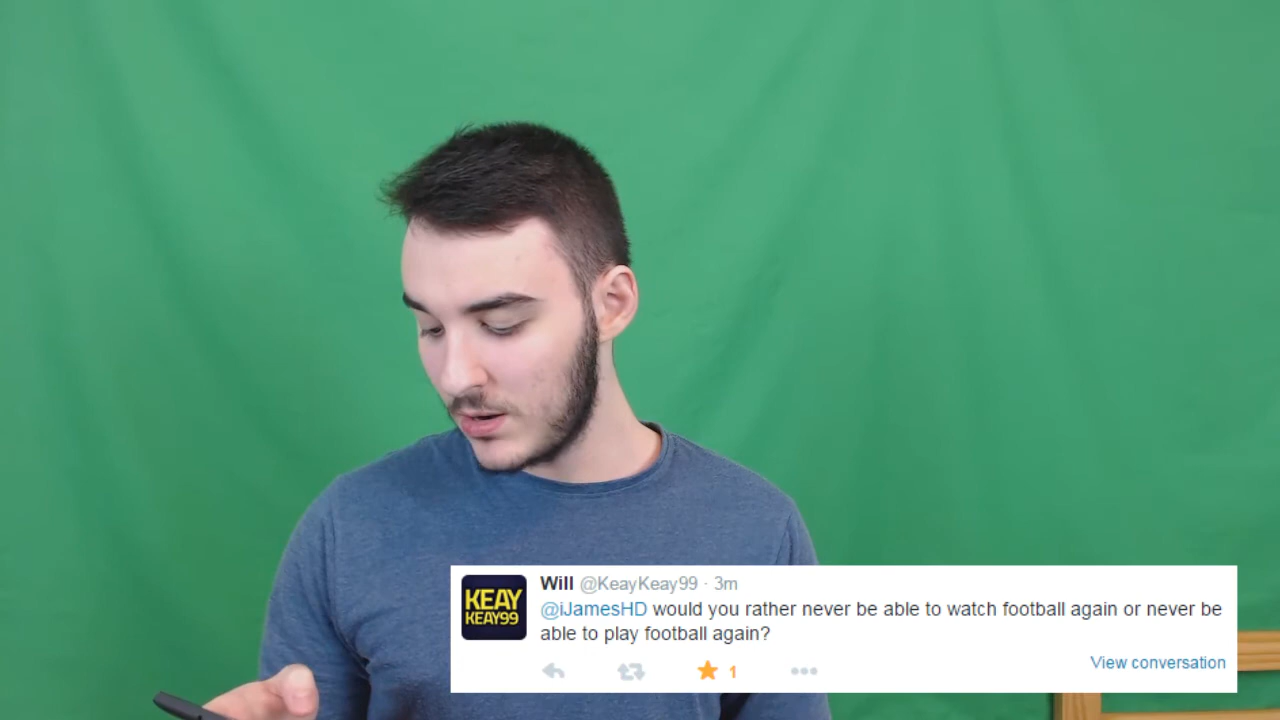 KEAY
KEAY99
Will @KeayKeay99 · 3m
@iJamesHD would you rather never be able to watch football again or never be
able to play football again?
1
View conversation